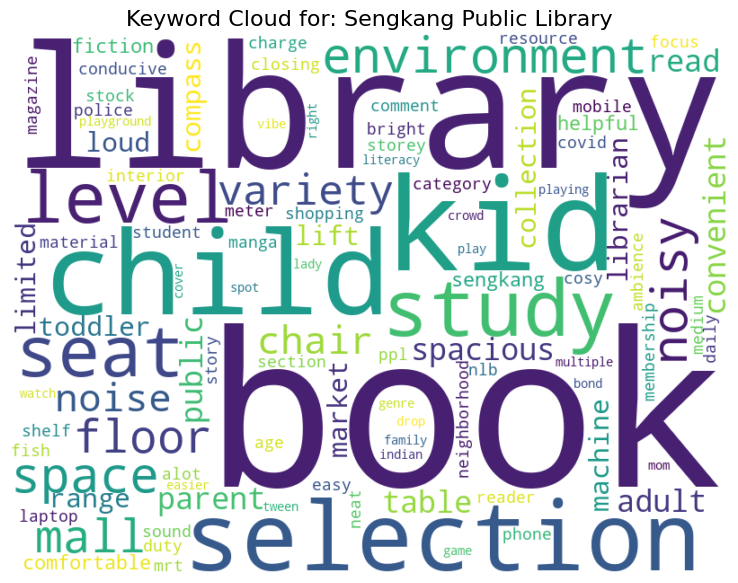 Keyword Cloud for: Sengkang Public Library
library
book
child
kid
selection
study
seat
environment
level
variety
noisy
space
floor
mall
noise
chair
spacious
read
loud
fiction
conducive
magazine
stock
police
playground
compass
charge
closing
vibe
right
comment
bright
storey
literacy
resource
focus
mobile
helpful
covid
collection
librarian
convenient
category
playing
crowd
play
interior
meter
shopping
manga
lift
lady
spot
cover
student
material
limited
toddler
public
story
section
ppl
nlb
sengkang
cosy
ambience
membership
medium
daily
multiple
bond
neighborhood
market
genre
drop
family
indian
age
mom
machine
adult
table
reader
easy
neat
tween
phone
game
parent
alot
easier
range
shelf
fish
watch
laptop
sound
duty
mrt
comfortable